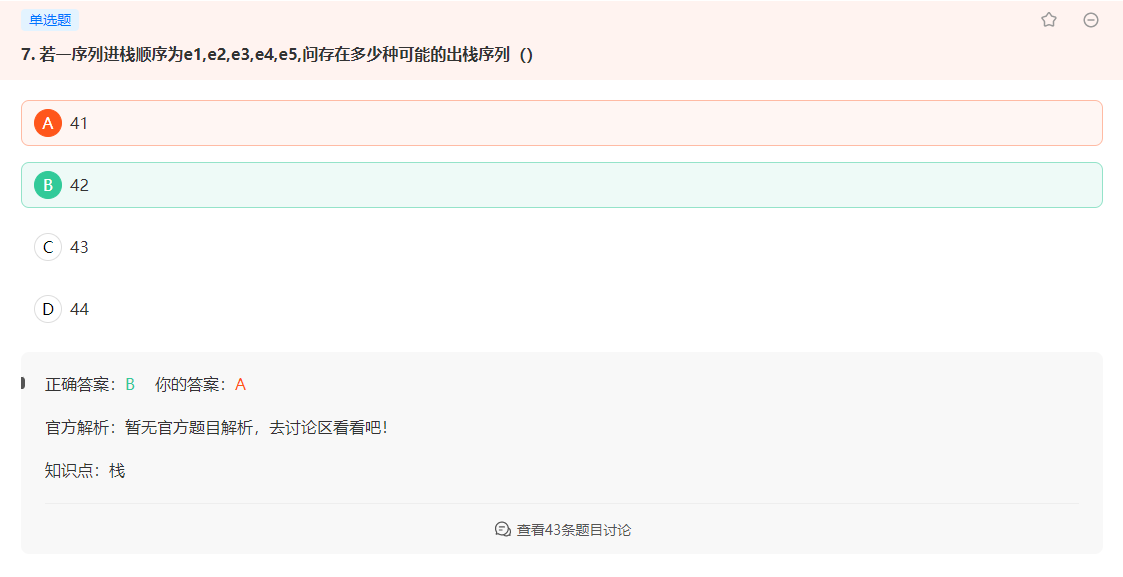 单选题
7. 若一序列进栈顺序为e1,e2,e3,e4,e5,问存在多少种可能的出栈序列（）
A 41
B 42
C 43
D 44
正确答案：B 你的答案：A
官方解析：暂无官方题目解析，去讨论区看看吧！
知识点：栈
查看43条题目讨论